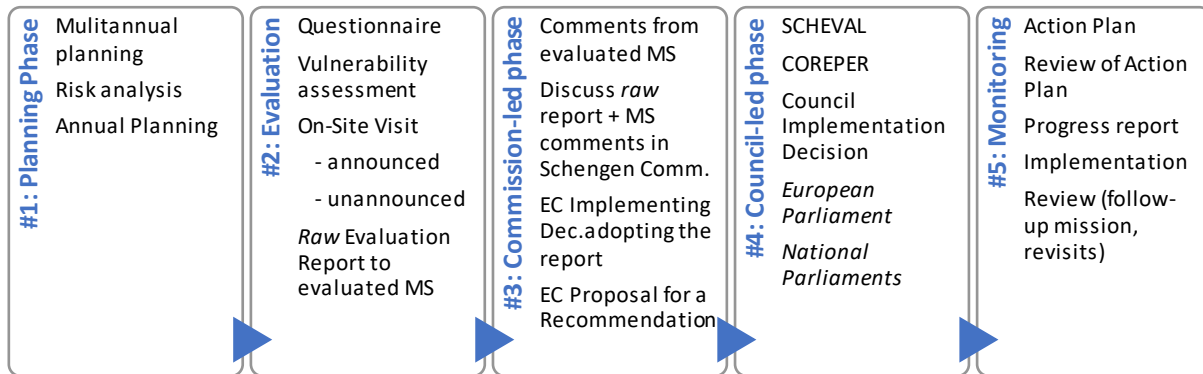 #1: Planning Phase
Mulitannual
planning
Risk analysis
Annual Planning
#2: Evaluation
Questionnaire
Vulnerability
assessment
On-Site Visit
- announced
- unannounced
Raw Evaluation
Report to
evaluated MS
#3: Commission-led phase
Comments from
evaluated MS
Discuss raw
report + MS
comments in
Schengen Comm.
EC Implementing
Dec.adopting the
report
EC Proposal for a
Recommendation
#4: Council-led phase
SCHEVAL
COREPER
Council
Implementation
Decision
European
Parliament
National
Parliaments
#5: Monitoring
Action Plan
Review of Action
Plan
Progress report
Implementation
Review (follow-
up mission,
revisits)